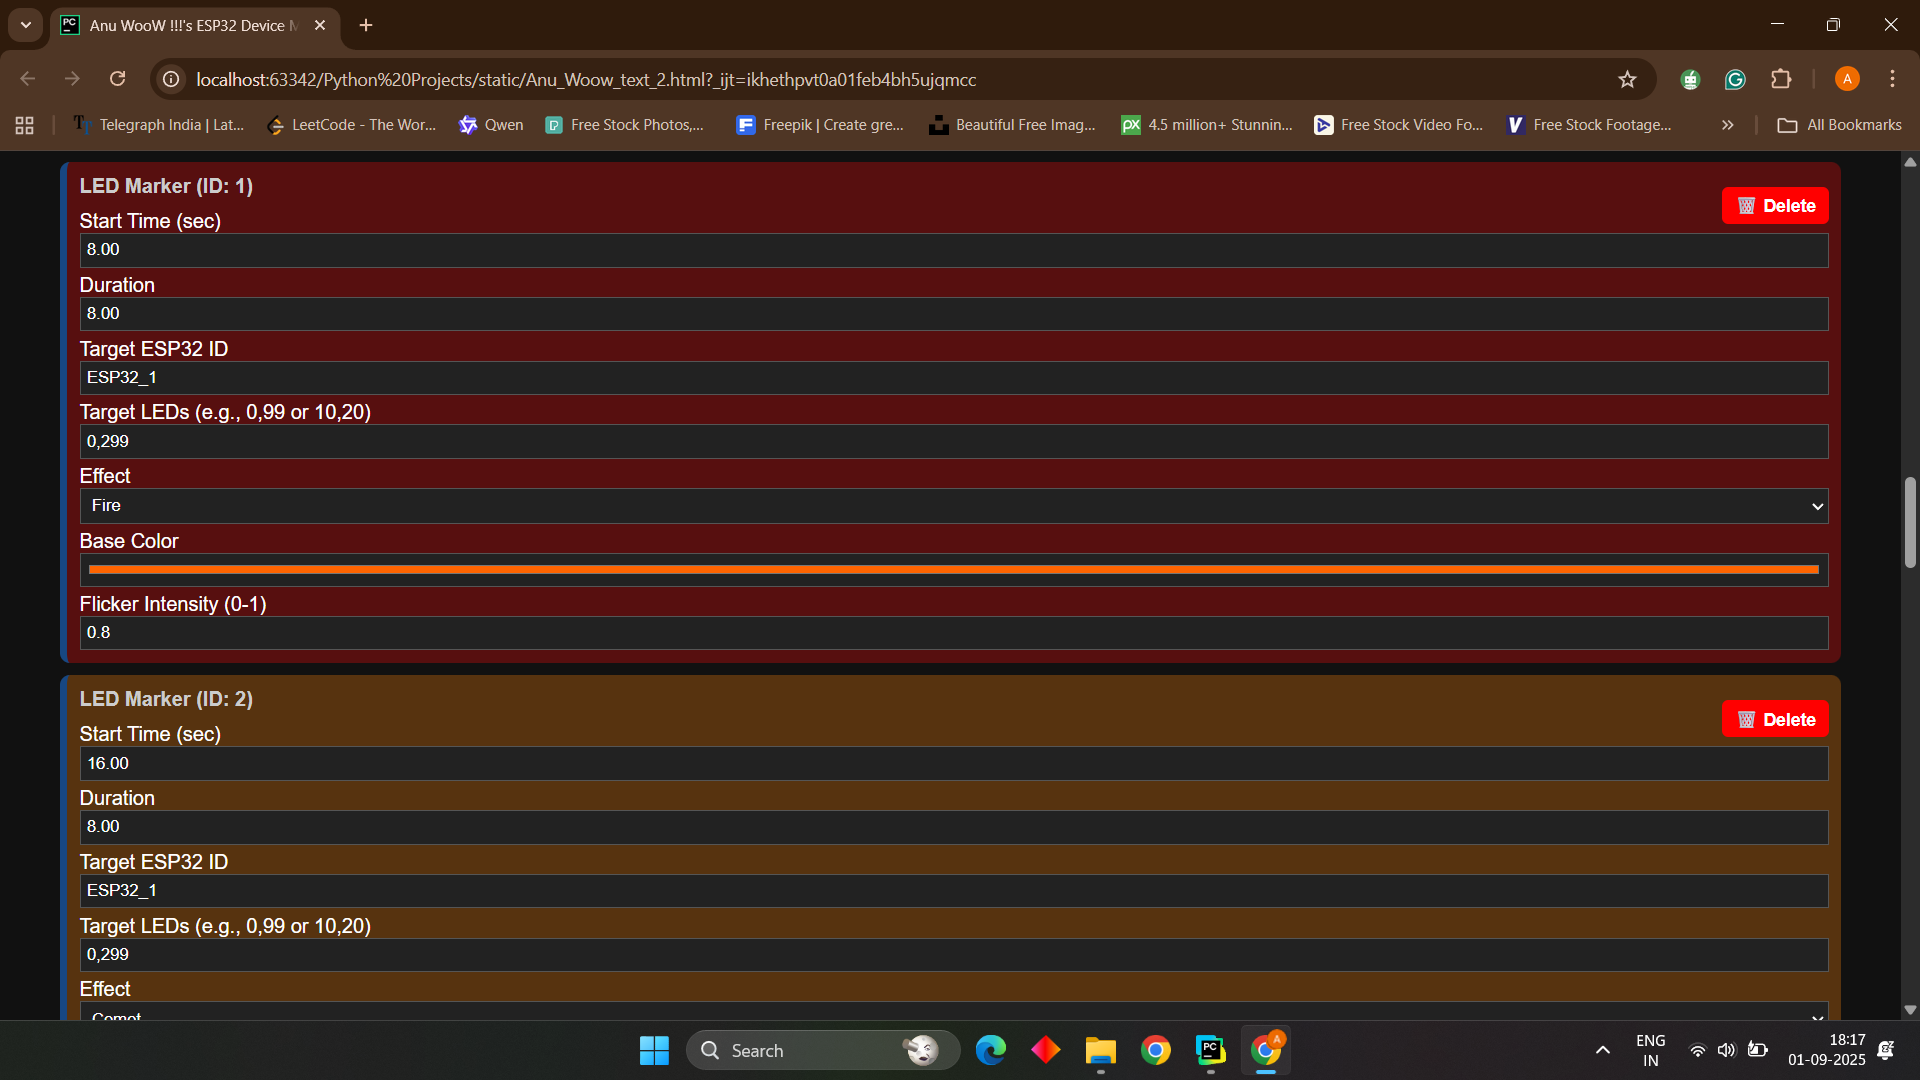 Anu WooW !!!'s ESP32 Device M
localhost:63342/Python%20Projects/static/Anu_Woow_text_2.html?_ijt=ikhethpvt0a01feb4bh5ujqmcc
A
Telegraph India | Lat...
LeetCode - The Wor...
Qwen
Free Stock Photos,...
Freepik | Create gre...
Beautiful Free Imag...
4.5 million+ Stunnin...
Free Stock Video Fo...
Free Stock Footage...
All Bookmarks
LED Marker (ID: 1)
Delete
Start Time (sec)
8.00
Duration
8.00
Target ESP32 ID
ESP32_1
Target LEDs (e.g., 0,99 or 10,20)
0,299
Effect
Fire
Base Color
Flicker Intensity (0-1)
0.8
LED Marker (ID: 2)
Delete
Start Time (sec)
16.00
Duration
8.00
Target ESP32 ID
ESP32_1
Target LEDs (e.g., 0,99 or 10,20)
0,299
Effect
Comet
Search
ENG
IN
18:17
01-09-2025